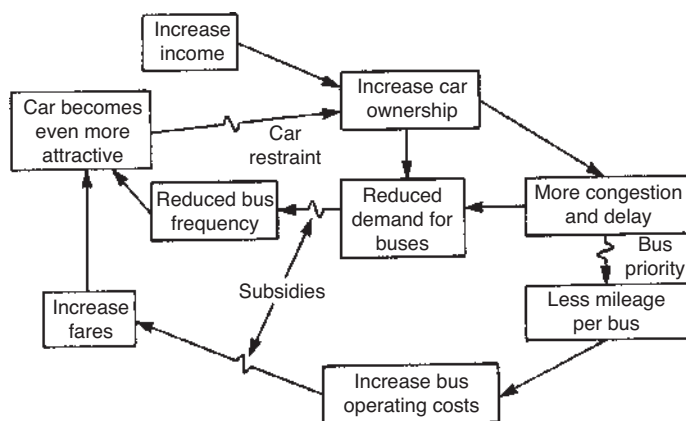 Increase
income
Increase car
ownership
Car becomes
even more
attractive
Car
restraint
Reduced bus
frequency
Reduced
demand for
buses
More congestion
and delay
Bus
priority
Subsidies
Increase
fares
Less mileage
per bus
Increase bus
operating costs